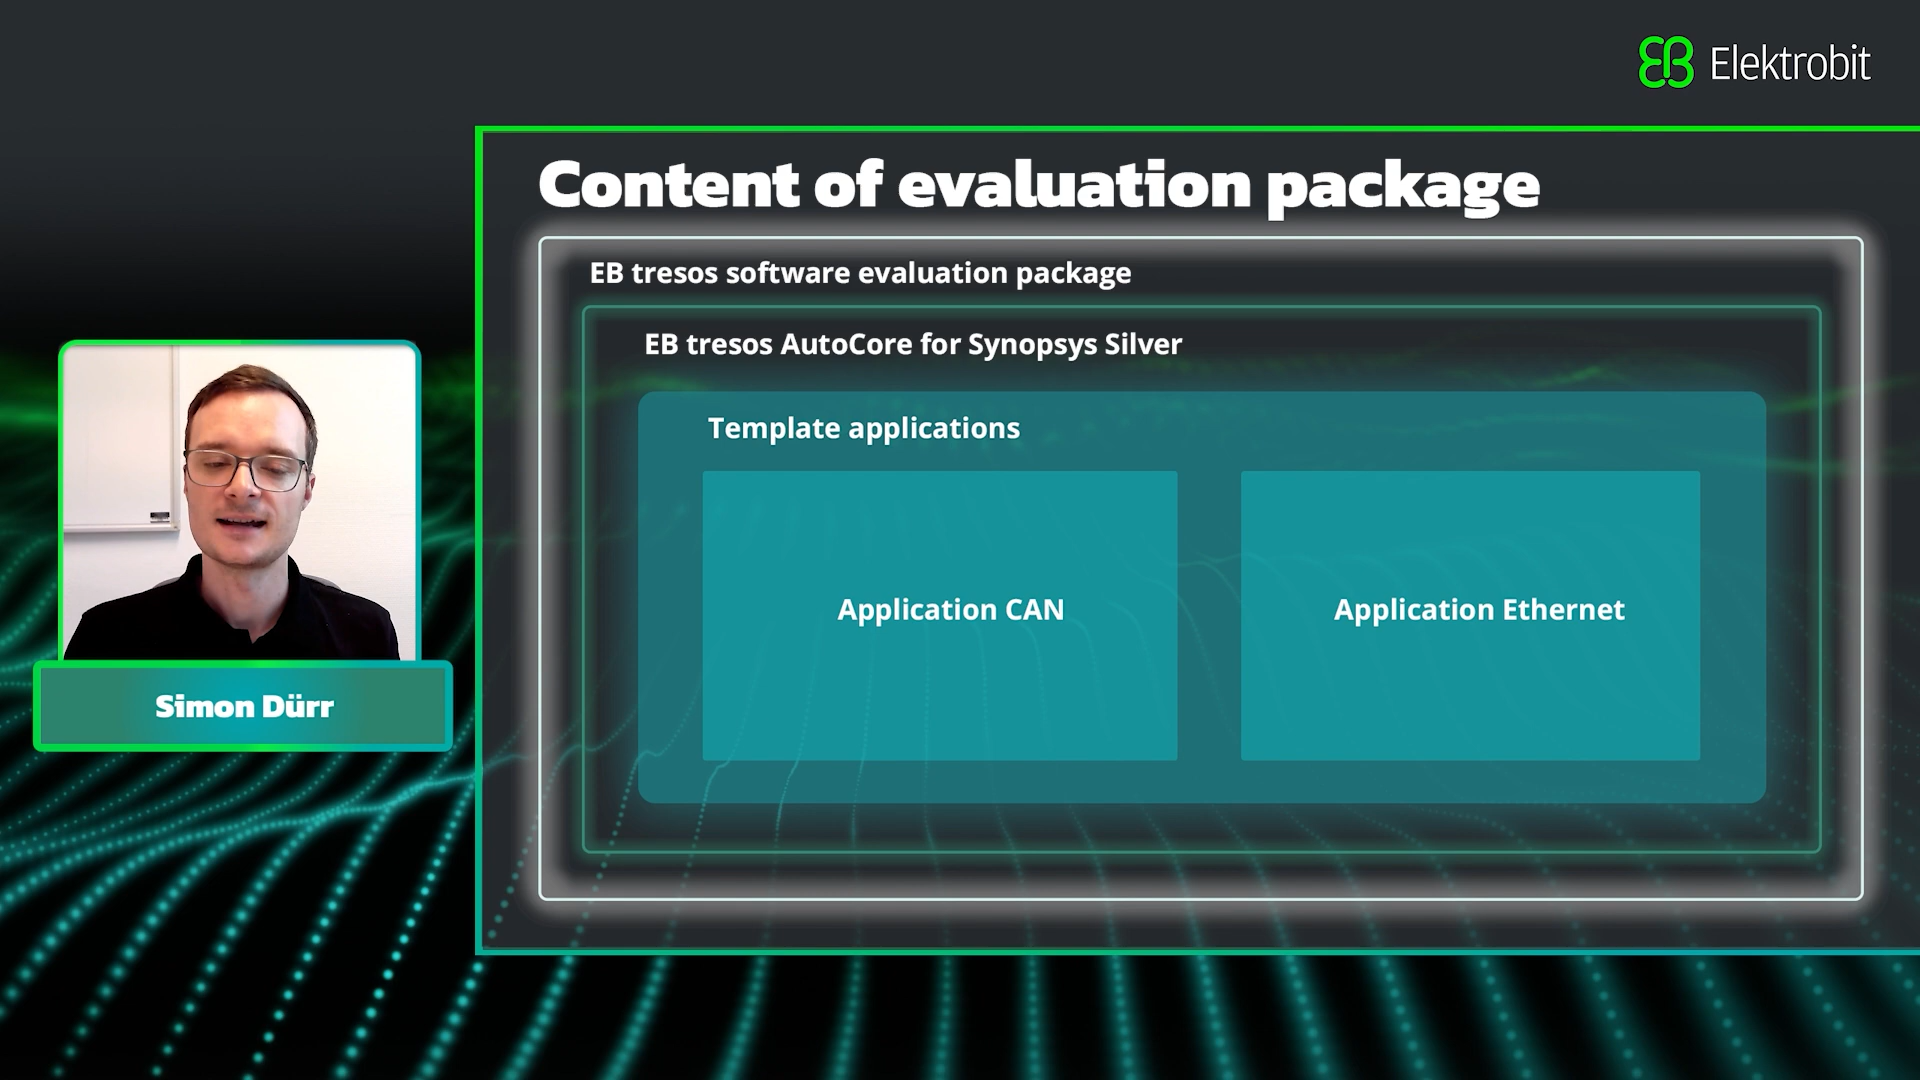 Elektrobit
Content of evaluation package
EB tresos software evaluation package
EB tresos AutoCore for Synopsys Silver
Template applications
Application CAN
Application Ethernet
Simon Dürr